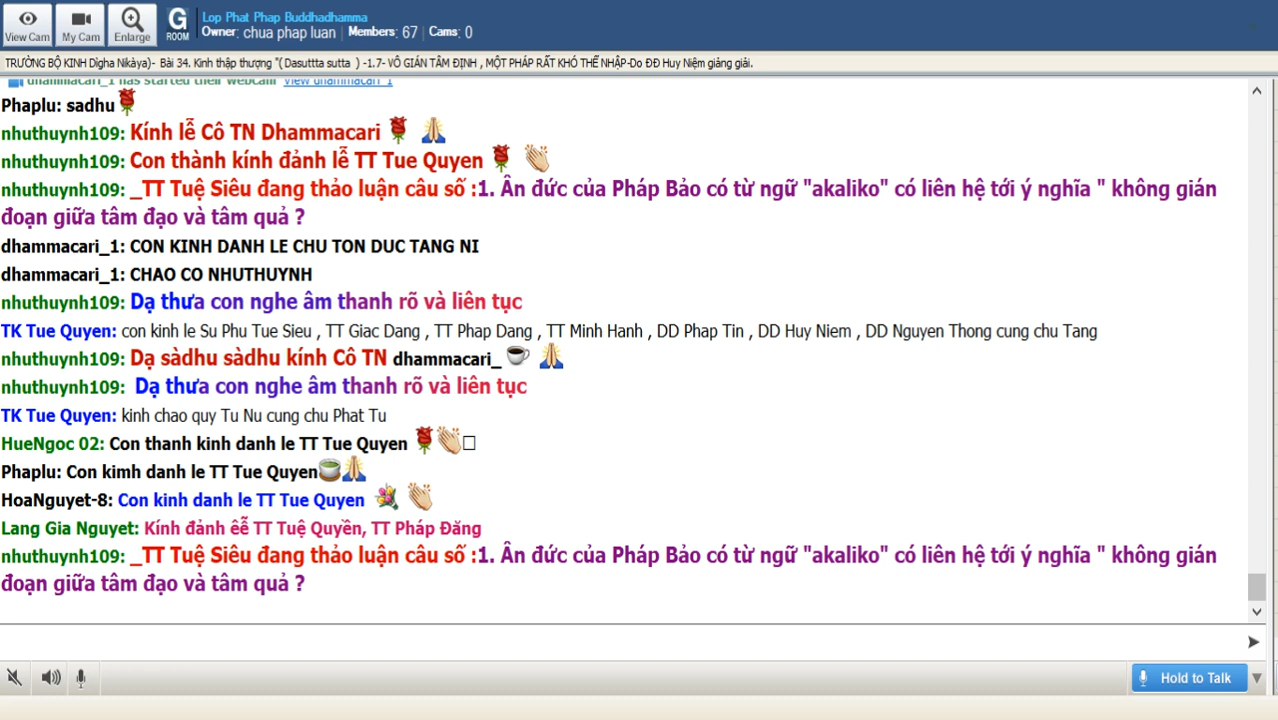 View Cam
My Cam
Enlarge
G
ROOM
Lop Phat Phap Buddhadhamma
Owner: chua phap luan | Members: 67 | Cams: 0
TRƯỜNG BỘ KINH Dìgha Nikàya)- Bài 34. Kinh thập thượng "( Dasuttta sutta ) -1.7- VÔ GIÁN TÂM ĐỊNH , MỘT PHÁP RẤT KHÓ THỂ NHẬP-Do ĐĐ Huy Niệm giảng giải.
dhammacari_1 has started their webcam View dhammacari_1
Phaplu: sadhu
nhuthuynh109: Kính lễ Cô TN Dhammacari
nhuthuynh109: Con thành kính đảnh lễ TT Tue Quyen
nhuthuynh109: _TT Tuệ Siêu đang thảo luận câu số :1. Ân đức của Pháp Bảo có từ ngữ "akaliko" có liên hệ tới ý nghĩa " không gián
đoạn giữa tâm đạo và tâm quả ?
dhammacari_1: CON KINH DANH LE CHU TON DUC TANG NI
dhammacari_1: CHAO CO NHUTHUYNH
nhuthuynh109: Dạ thưa con nghe âm thanh rõ và liên tục
TK Tue Quyen: con kinh le Su Phu Tue Sieu , TT Giac Dang , TT Phap Dang , TT Minh Hanh , DD Phap Tin , DD Huy Niem , DD Nguyen Thong cung chu Tang
nhuthuynh109: Dạ sàdhu sàdhu kính Cô TN dhammacari_
nhuthuynh109: Dạ thưa con nghe âm thanh rõ và liên tục
TK Tue Quyen: kinh chao quy Tu Nu cung chu Phat Tu
HueNgoc 02: Con thanh kinh danh le TT Tue Quyen
Phaplu: Con kimh danh le TT Tue Quyen
HoaNguyet-8: Con kinh danh le TT Tue Quyen
Lang Gia Nguyet: Kính đảnh êễ TT Tuệ Quyền, TT Pháp Đăng
nhuthuynh109: _TT Tuệ Siêu đang thảo luận câu số :1. Ân đức của Pháp Bảo có từ ngữ "akaliko" có liên hệ tới ý nghĩa " không gián
đoạn giữa tâm đạo và tâm quả ?
Hold to Talk